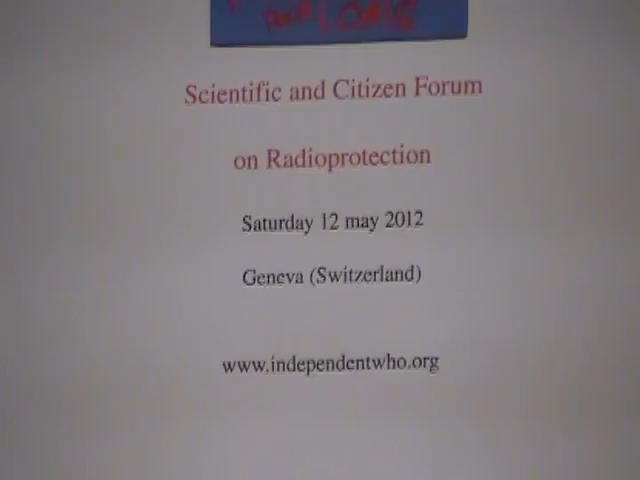 Scientific and Citizen Forum
on Radioprotection
Saturday 12 may 2012
Geneva (Switzerland)
www.independentwho.org